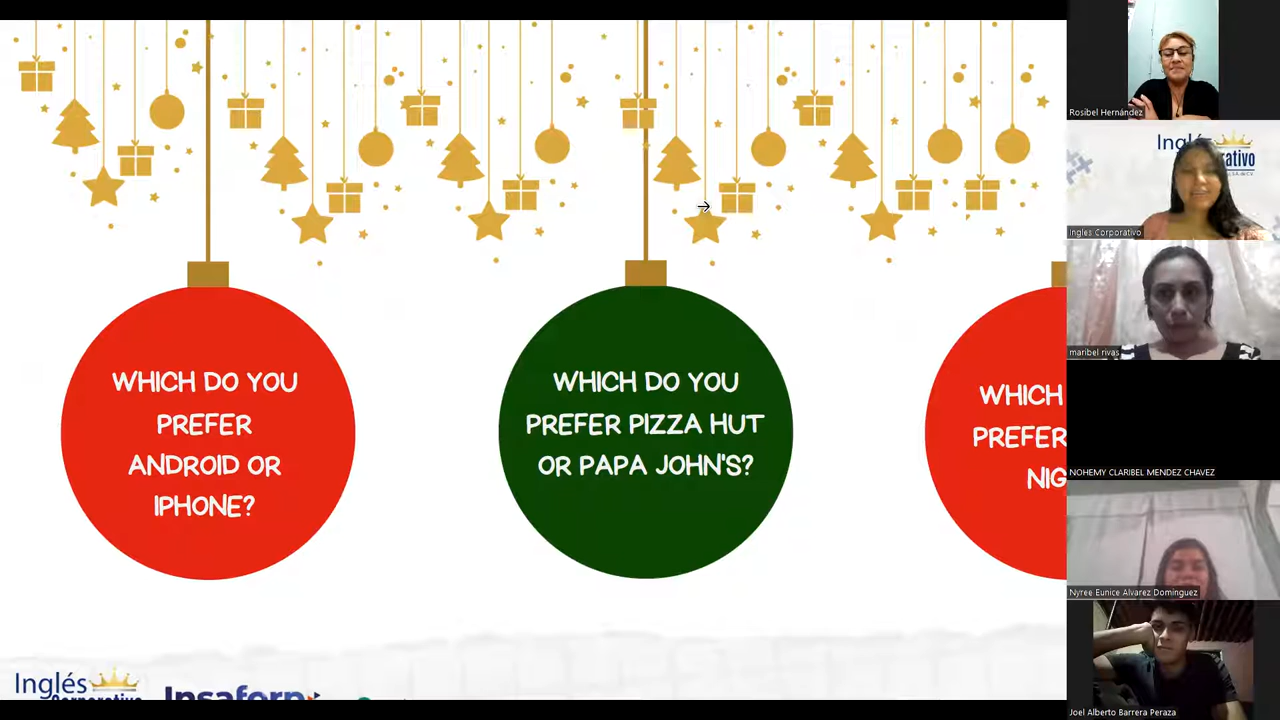 WHICH DO YOU
PREFER
ANDROID OR
IPHONE?
WHICH DO YOU
PREFER PIZZA HUT
OR PAPA JOHN'S?
WHICH
PREFER
NIG
Inglés
Corporativo
Insaforp
Rosibel Hernández
Inglés Corporativo
maribel rivas
NOHEMY CLARIBEL MENDEZ CHAVEZ
Nyree Eunice Alvarez Dominguez
Joel Alberto Barrera Peraza